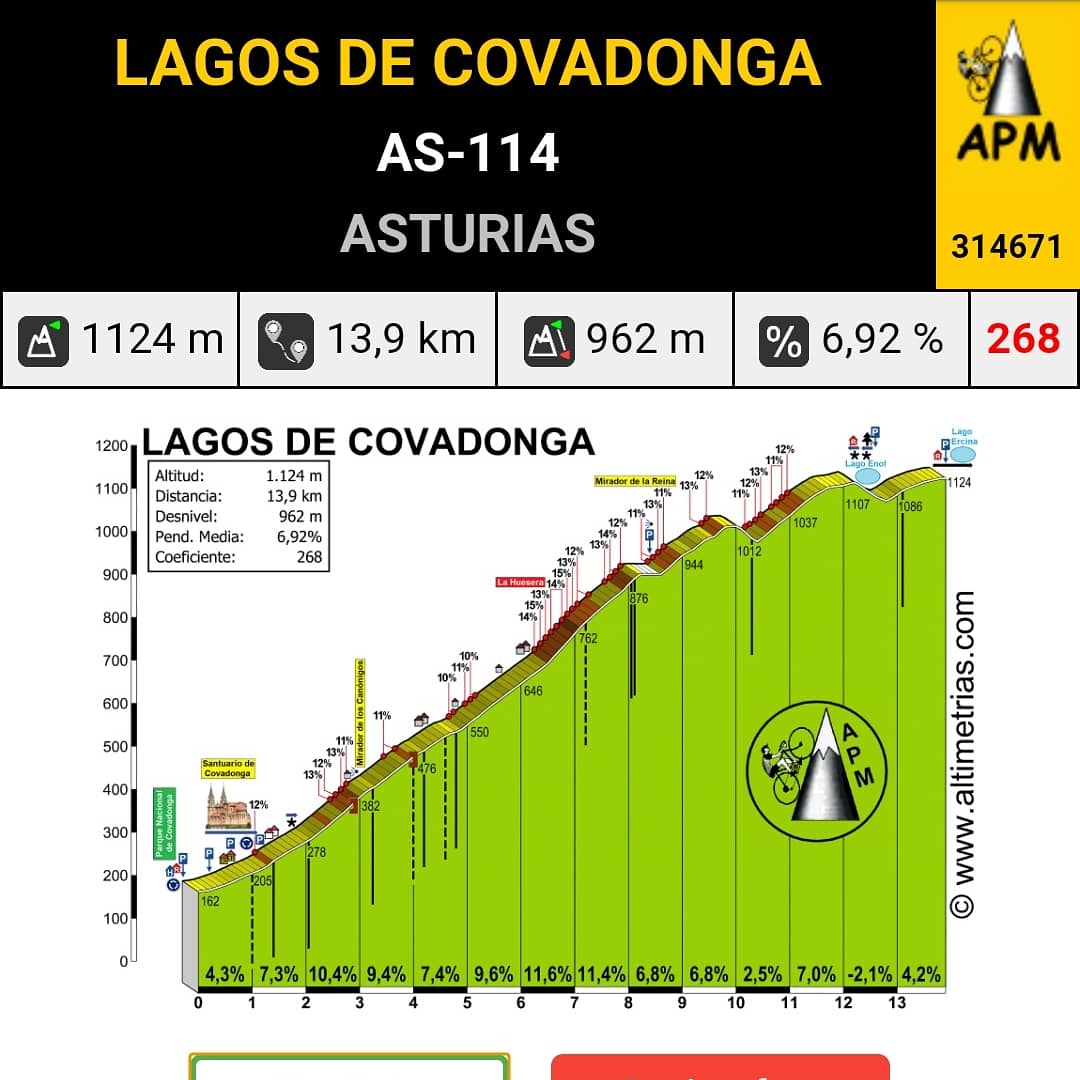 LAGOS DE COVADONGA
AS-114
ASTURIAS
APM
314671
1124 m
13,9 km
962 m
% 6,92 %
268
LAGOS DE COVADONGA
Altitud: 1.124 m
Distancia: 13,9 km
Desnivel: 962 m
Pend. Media: 6,92%
Coeficiente: 268
1200
1100
1000
900
800
700
600
500
400
300
200
100
0
Parque Nacional
de Covadonga
Santuario de
Covadonga
12%
13%
12%
13%
11%
Mirador de los Canónigos
11%
10%
11%
10%
La Huesera
14%
15%
13%
14%
15%
13%
12%
13%
14%
12%
11%
Mirador de la Reina
13%
11%
13%
12%
11%
12%
13%
11%
12%
Lago Enol
Lago
Ercina
162
205
278
382
476
550
646
762
876
944
1012
1037
1107
1086
1124
APM
© www.altimetrias.com
4,3% 7,3% 10,4% 9,4% 7,4% 9,6% 11,6% 11,4% 6,8% 6,8% 2,5% 7,0% -2,1% 4,2%
0 1 2 3 4 5 6 7 8 9 10 11 12 13